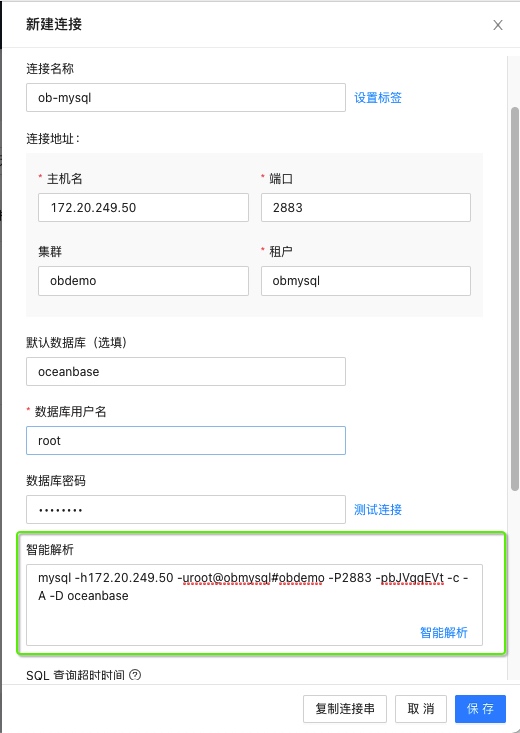 新建连接
连接名称
ob-mysql
设置标签
连接地址：
* 主机名
* 端口
172.20.249.50
2883
集群
* 租户
obdemo
obmysql
默认数据库（选填）
oceanbase
* 数据库用户名
root
数据库密码
••••••••
测试连接
智能解析
mysql -h172.20.249.50 -uroot@obmysql#obdemo -P2883 -pbJVgqEVt -c -
A -D oceanbase
智能解析
SQL 查询超时时间
复制连接串
取 消
保 存